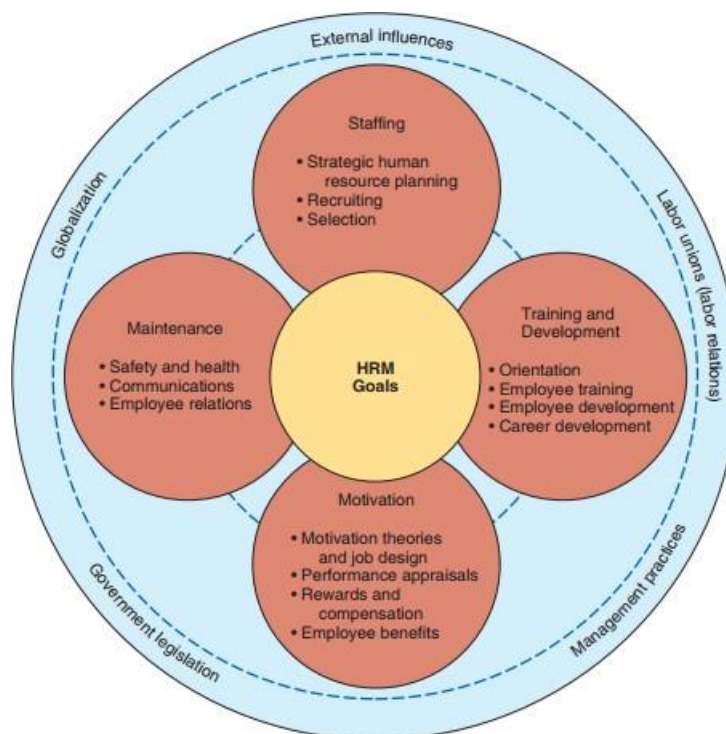 External influences
Globalization
Labor unions (labor relations)
Government legislation
Management practices
Staffing
• Strategic human
resource planning
• Recruiting
• Selection
Maintenance
• Safety and health
• Communications
• Employee relations
HRM
Goals
Training and
Development
• Orientation
• Employee training
• Employee development
• Career development
Motivation
• Motivation theories
and job design
• Performance appraisals
• Rewards and
compensation
• Employee benefits